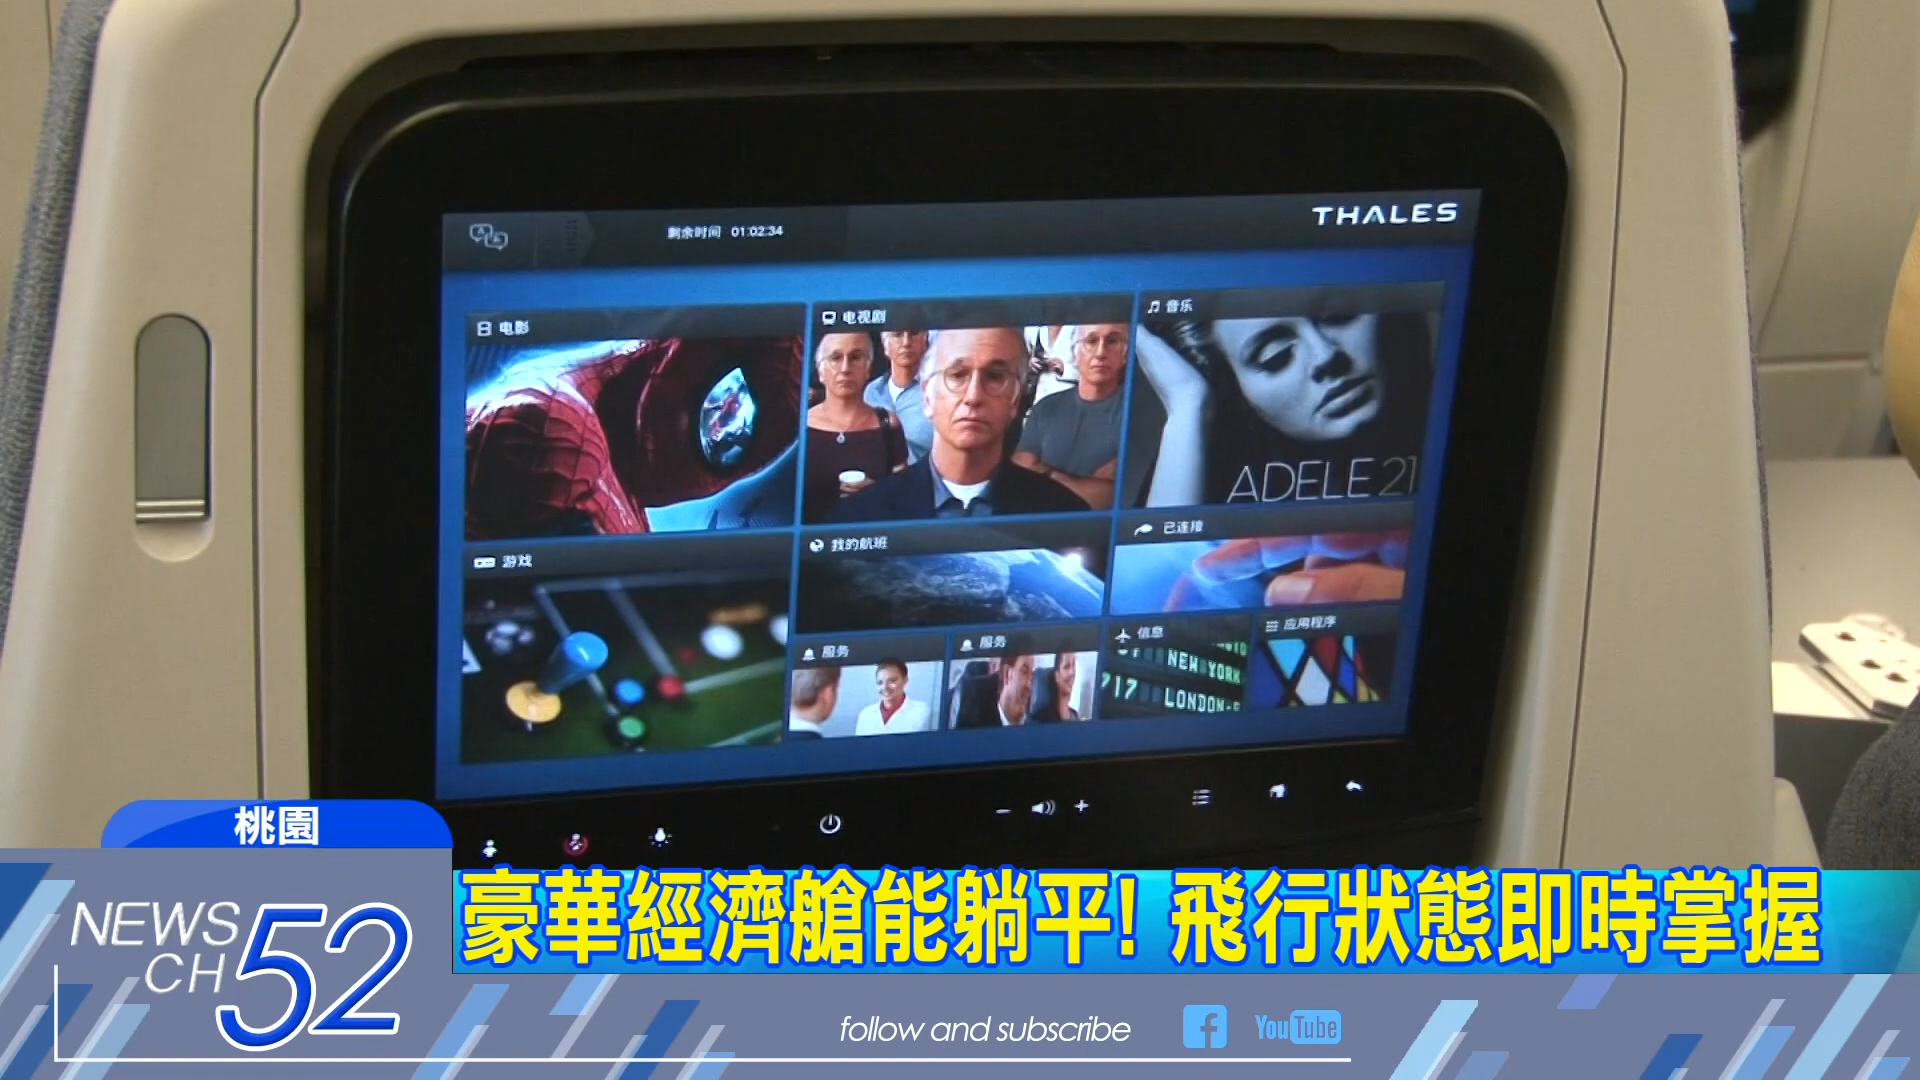 THALES
剩余时间 01:02:34
电影
电视剧
音乐
ADELE 21
游戏
我的航班
已连接
服务
服务
信息
应用程序
NEW YORK
717 LONDON-
桃園
豪華經濟艙能躺平! 飛行狀態即時掌握
NEWS
CH 52
follow and subscribe
YouTube